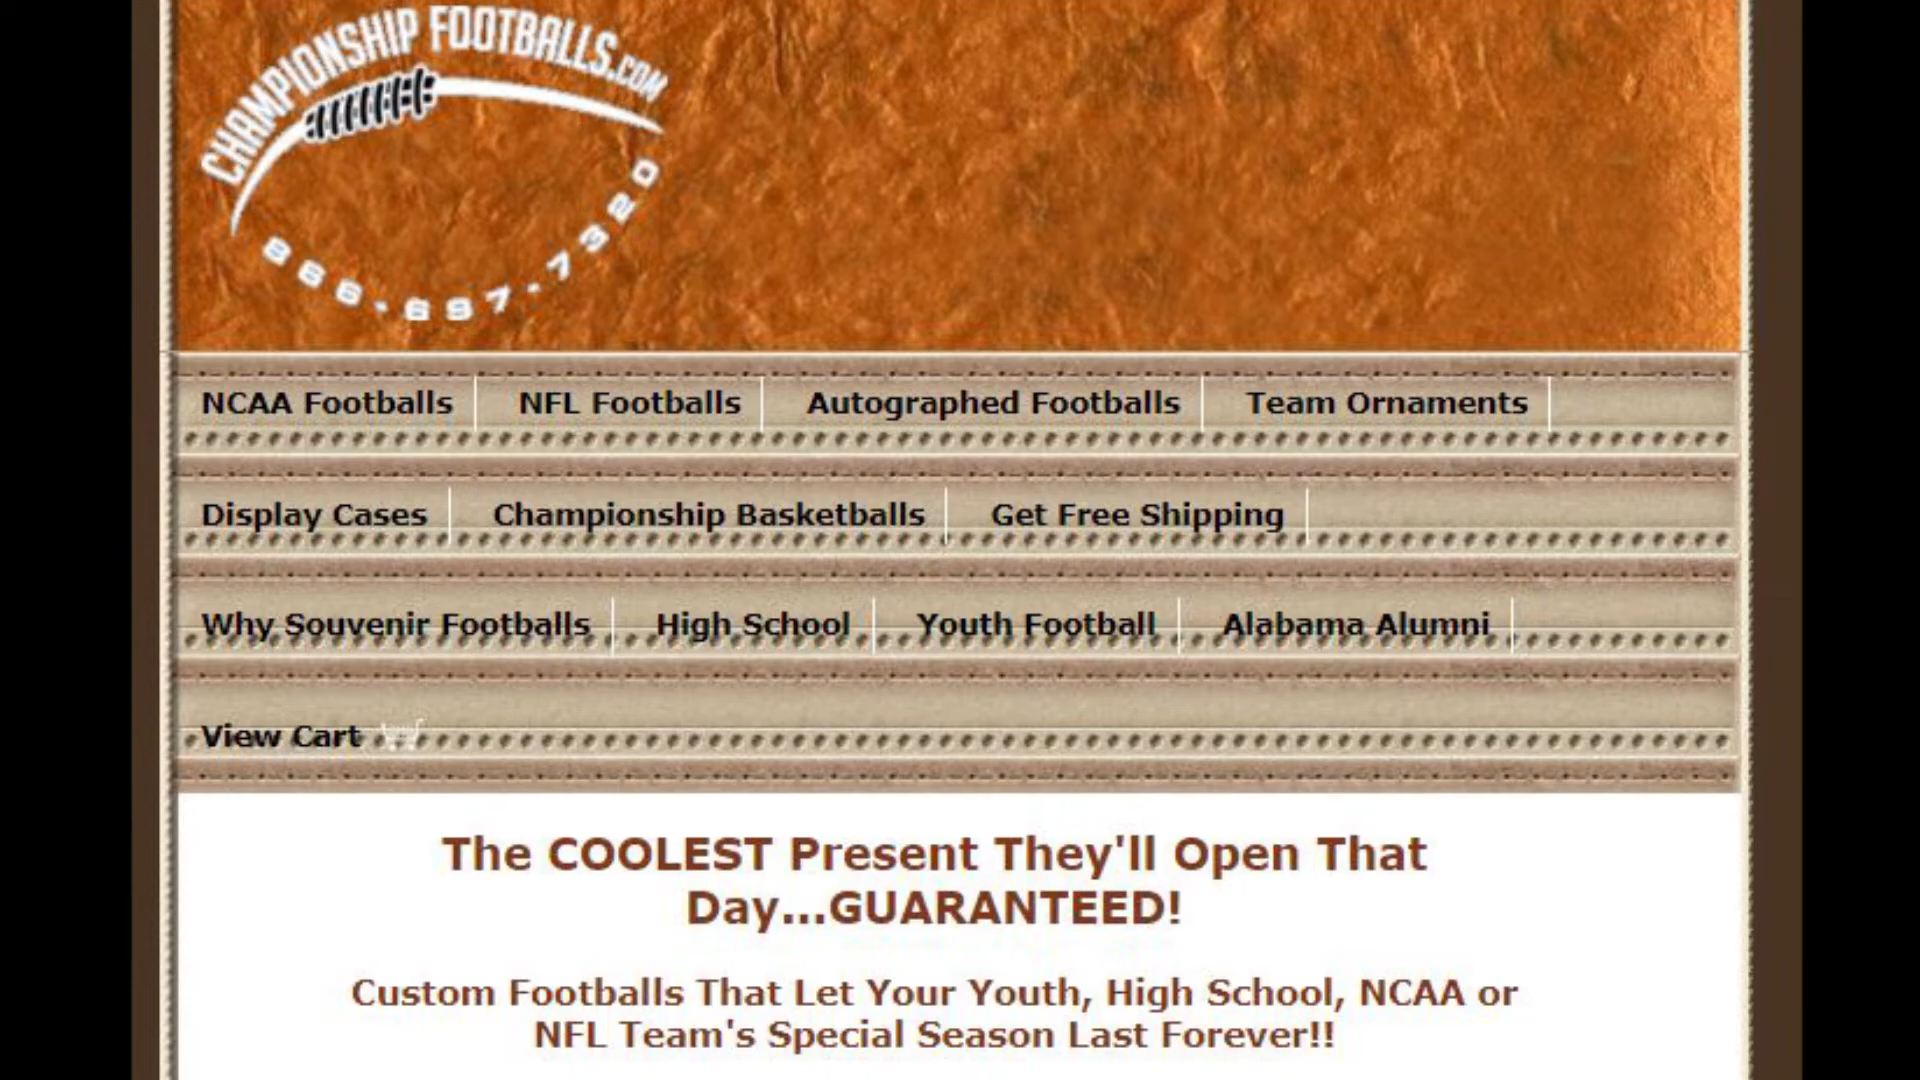 CHAMPIONSHIP FOOTBALLS.COM
866-697-7320
NCAA Footballs
NFL Footballs
Autographed Footballs
Team Ornaments
Display Cases
Championship Basketballs
Get Free Shipping
Why Souvenir Footballs
High School
Youth Football
Alabama Alumni
View Cart
The COOLEST Present They'll Open That
Day...GUARANTEED!
Custom Footballs That Let Your Youth, High School, NCAA or
NFL Team's Special Season Last Forever!!